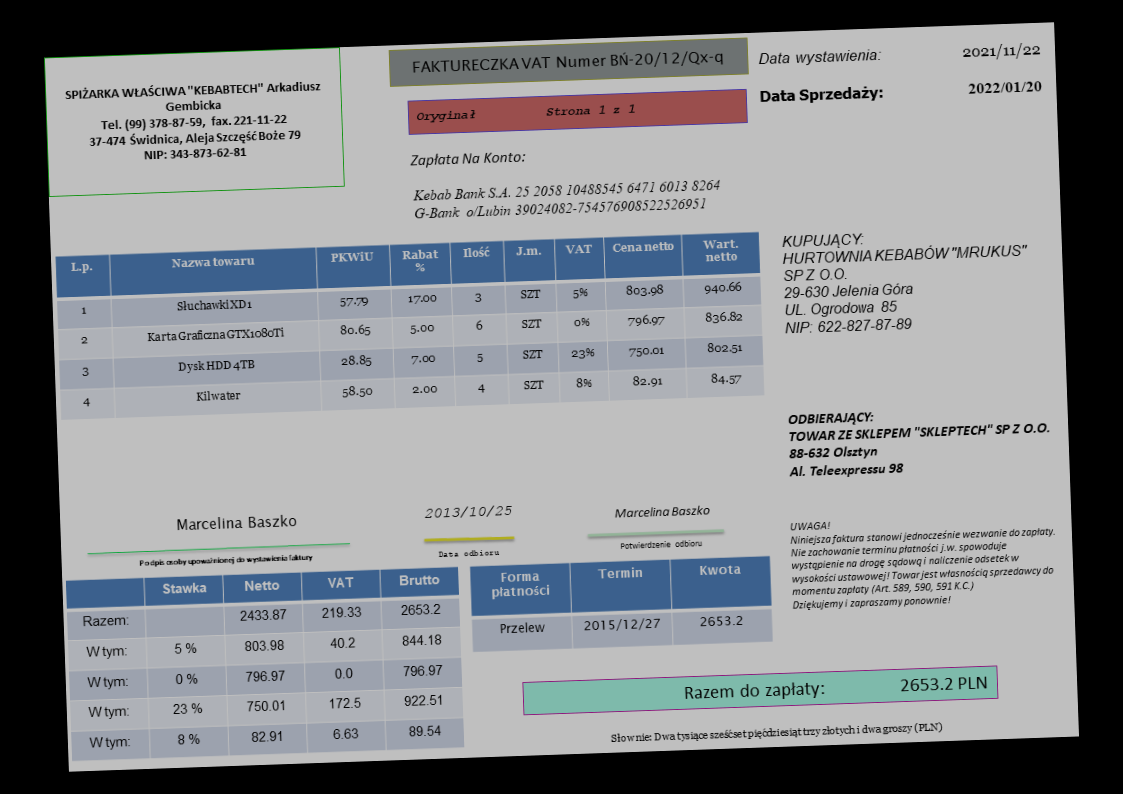 SPIŻARKA WŁAŚCIWA "KEBABTECH" Arkadiusz
Gembicka
Tel. (99) 378-87-59, fax. 221-11-22
37-474 Świdnica, Aleja Szczęść Boże 79
NIP: 343-873-62-81
FAKTURECZKA VAT Numer BŃ-20/12/Qx-q
Oryginał Strona 1 z 1
Data wystawienia: 2021/11/22
Data Sprzedaży: 2022/01/20
Zapłata Na Konto:
Kebab Bank S.A. 25 2058 10488545 6471 6013 8264
G-Bank o/Lubin 39024082-754576908522526951
L.p. Nazwa towaru PKWiU Rabat % Ilość J.m. VAT Cena netto Wart. netto
1 Słuchawki XD1 57.79 17.00 3 SZT 5% 803.98 940.66
2 Karta Graficzna GTX1080Ti 80.65 5.00 6 SZT 0% 796.97 836.82
3 Dysk HDD 4TB 28.85 7.00 5 SZT 23% 750.01 802.51
4 Kilwater 58.50 2.00 4 SZT 8% 82.91 84.57
KUPUJĄCY:
HURTOWNIA KEBABÓW "MRUKUS"
SP Z O.O.
29-630 Jelenia Góra
UL. Ogrodowa 85
NIP: 622-827-87-89
ODBIERAJĄCY:
TOWAR ZE SKLEPEM "SKLEPTECH" SP Z O.O.
88-632 Olsztyn
Al. Teleexpressu 98
Marcelina Baszko
Podpis osoby upoważnionej do wystawienia faktury
2013/10/25
Data odbioru
Marcelina Baszko
Potwierdzenie odbioru
UWAGA!
Niniejsza faktura stanowi jednocześnie wezwanie do zapłaty.
Nie zachowanie terminu płatności j.w. spowoduje
wystąpienie na drogę sądową i naliczenie odsetek w
wysokości ustawowej! Towar jest własnością sprzedawcy do
momentu zapłaty (Art. 589, 590, 591 K.C.)
Dziękujemy i zapraszamy ponownie!
Stawka Netto VAT Brutto
Razem: 2433.87 219.33 2653.2
W tym: 5 % 803.98 40.2 844.18
W tym: 0 % 796.97 0.0 796.97
W tym: 23 % 750.01 172.5 922.51
W tym: 8 % 82.91 6.63 89.54
Forma płatności Termin Kwota
Przelew 2015/12/27 2653.2
Razem do zapłaty: 2653.2 PLN
Słownie: Dwa tysiące sześćset pięćdziesiąt trzy złotych i dwa groszy (PLN)